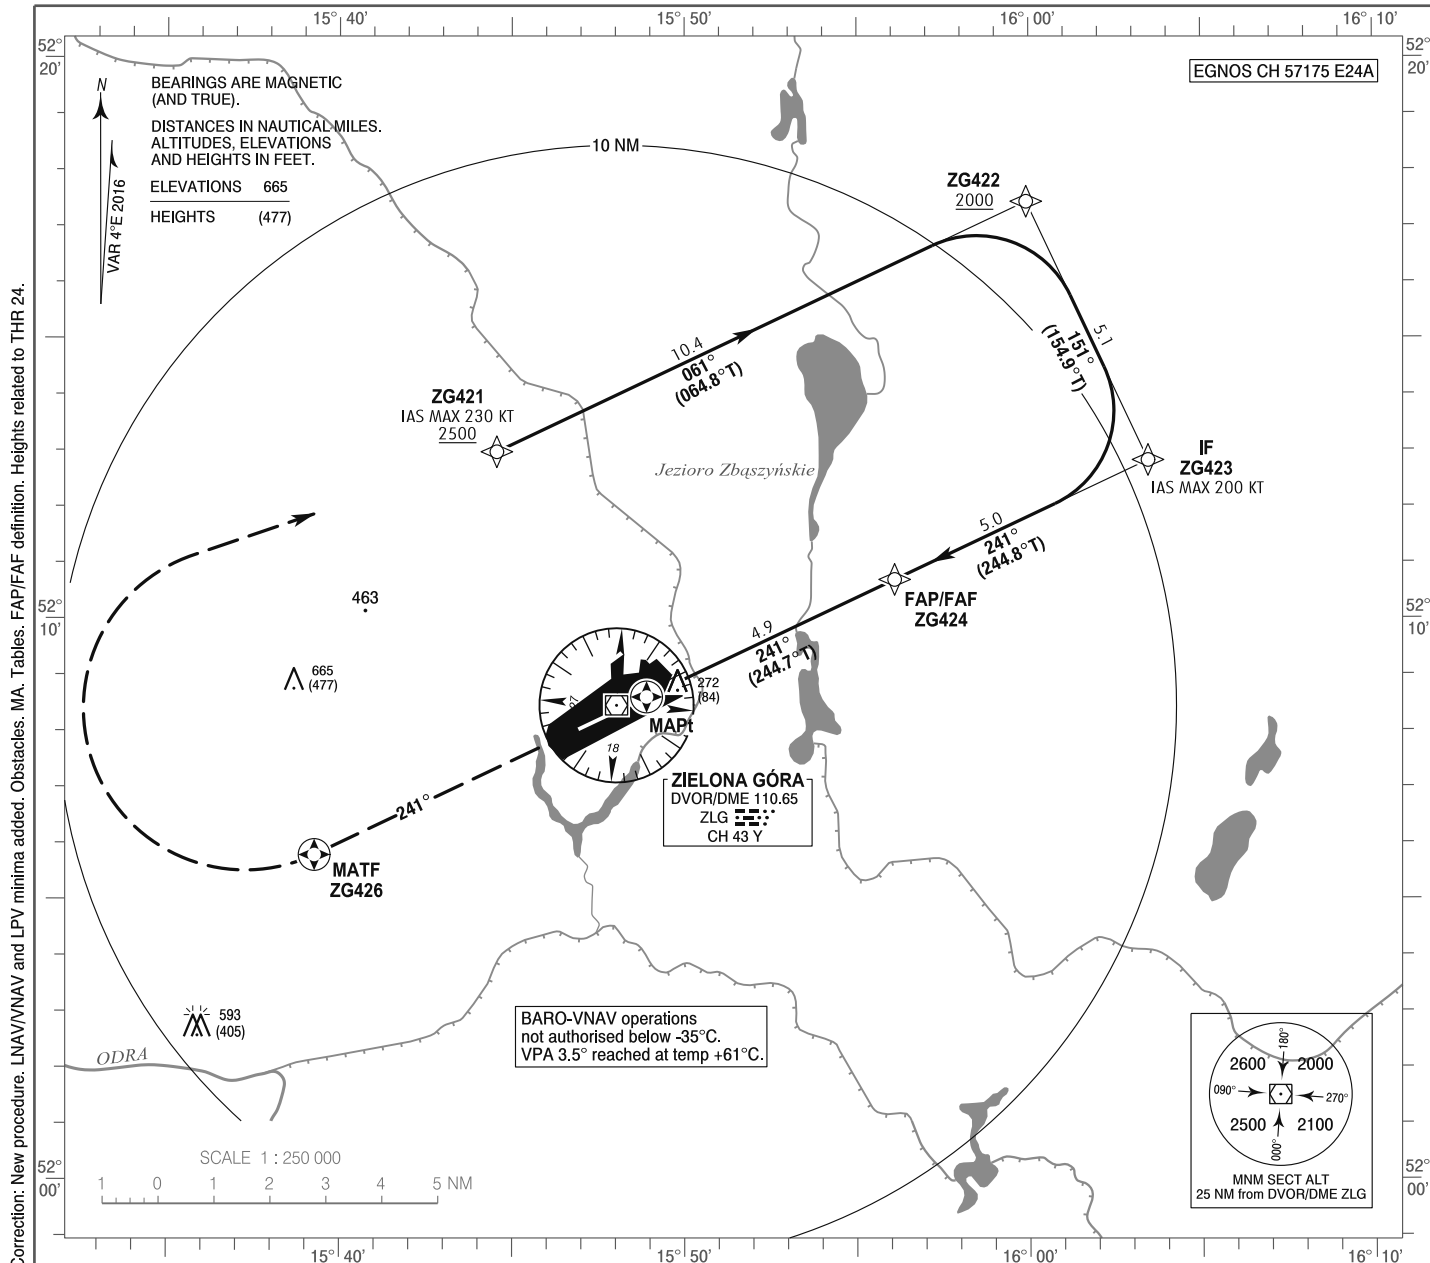 15° 40'
15° 50'
16° 00'
16° 10'
52°
20'
52°
20'
N
VAR 4°E 2016
BEARINGS ARE MAGNETIC
(AND TRUE).
DISTANCES IN NAUTICAL MILES.
ALTITUDES, ELEVATIONS
AND HEIGHTS IN FEET.
ELEVATIONS 665
HEIGHTS (477)
EGNOS CH 57175 E24A
10 NM
ZG422
2000
10.4
061°
(064.8°T)
5.1
151°
(154.9°T)
ZG421
IAS MAX 230 KT
2500
Jezioro Zbąszyńskie
IF
ZG423
IAS MAX 200 KT
5.0
241°
(244.8°T)
FAP/FAF
ZG424
463
52°
10'
52°
10'
4.9
241°
(244.7°T)
665
(477)
272
(84)
MAPt
18
ZIELONA GÓRA
DVOR/DME 110.65
ZLG
CH 43 Y
241°
MATF
ZG426
593
(405)
ODRA
BARO-VNAV operations
not authorised below -35°C.
VPA 3.5° reached at temp +61°C.
180°
2600 2000
090° 270°
2500 2100
000°
MNM SECT ALT
25 NM from DVOR/DME ZLG
SCALE 1 : 250 000
1 0 1 2 3 4 5 NM
52°
00'
52°
00'
15° 40'
15° 50'
16° 00'
16° 10'
Correction: New procedure. LNAV/VNAV and LPV minima added. Obstacles. MA. Tables. FAP/FAF definition. Heights related to THR 24.